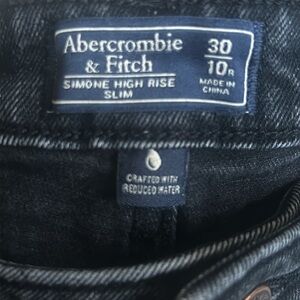 Abercrombie
& Fitch
SIMONE HIGH RISE
SLIM
30
10R
MADE IN
CHINA
CRAFTED WITH
REDUCED WATER